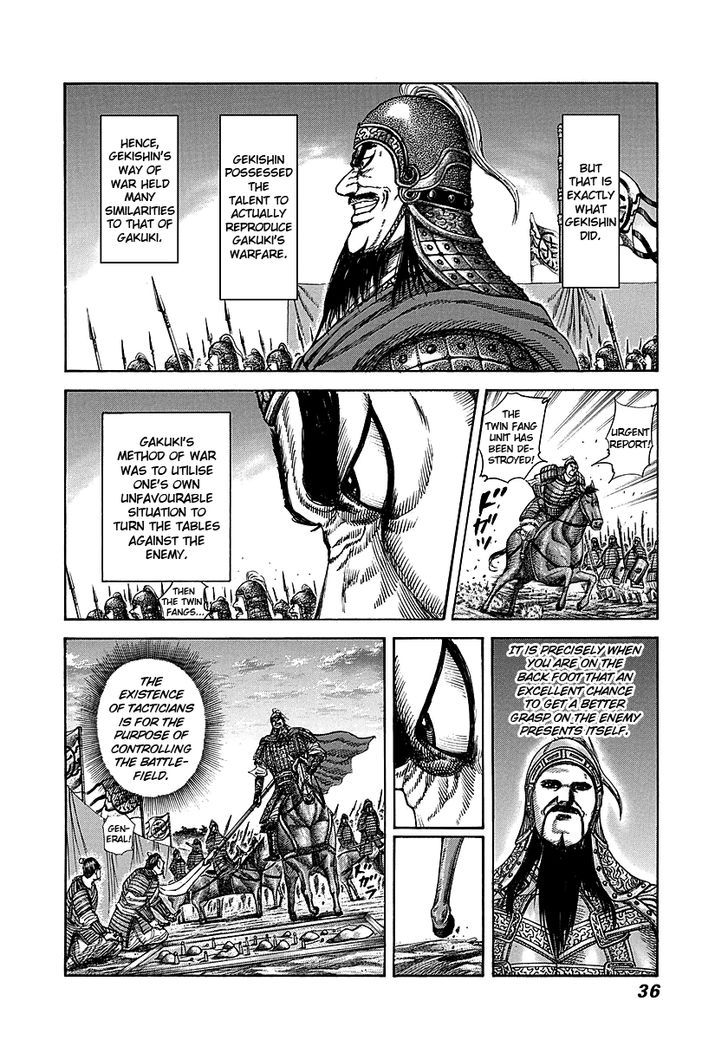 BUT
THAT IS
EXACTLY
WHAT
GEKISHIN
DID.
GEKISHIN
POSSESSED
THE
TALENT TO
ACTUALLY
REPRODUCE
GAKUKI'S
WARFARE.
HENCE,
GEKISHIN'S
WAY OF
WAR HELD
MANY
SIMILARITIES
TO THAT OF
GAKUKI.
URGENT
REPORT!
THE
TWIN FANG
UNIT HAS
BEEN DE-
STROYED!
ドガッ
GAKUKI'S
METHOD OF WAR
WAS TO UTILISE
ONE'S OWN
UNFAVOURABLE
SITUATION TO
TURN THE TABLES
AGAINST THE
ENEMY.
THEN
THE TWIN
FANGS...
IT IS PRECISELY WHEN
YOU ARE ON THE
BACK FOOT THAT AN
EXCELLENT CHANCE
TO GET A BETTER
GRASP ON THE ENEMY
PRESENTS ITSELF.
THE
EXISTENCE
OF TACTICIANS
IS FOR THE
PURPOSE OF
CONTROLLING
THE BATTLE-
FIELD.
GEN-
ERAL!
36